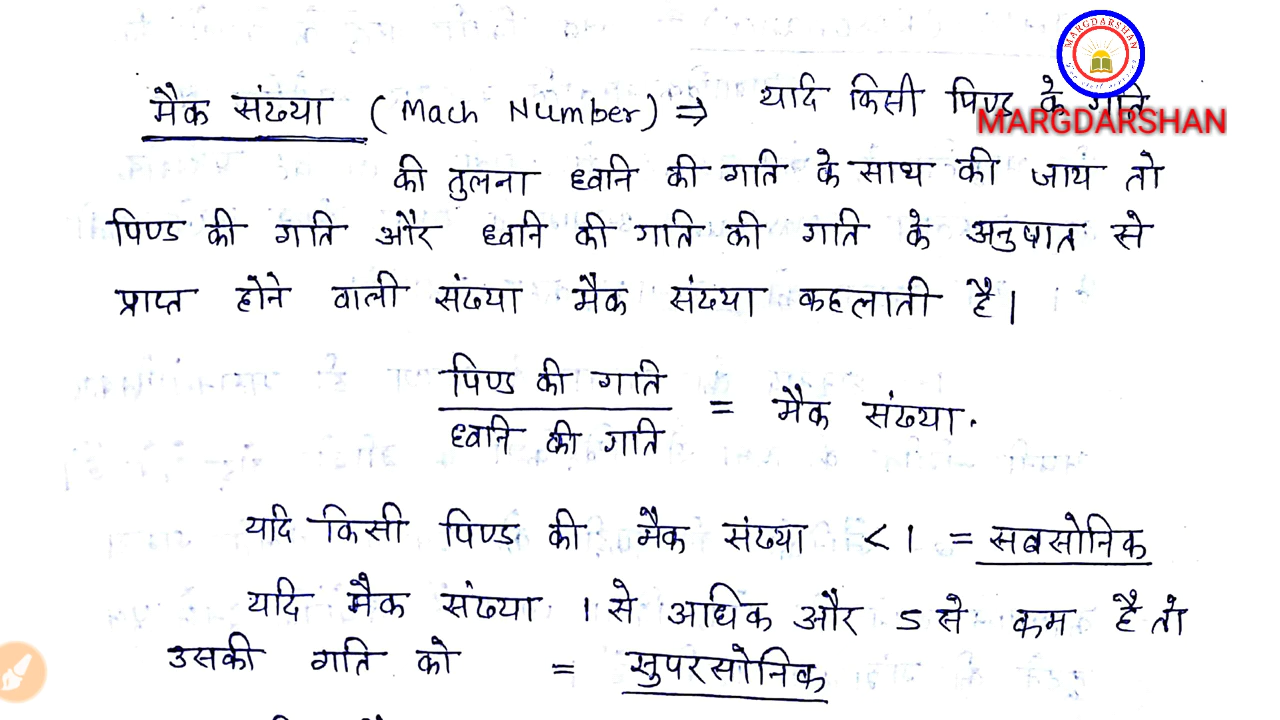 MARGDARSHAN
मैक संख्या (Mach Number) ⇒ यदि किसी पिण्ड के गति
MARGDARSHAN
की तुलना ध्वनि की गति के साथ की जाय तो
पिण्ड की गति और ध्वनि की गति की गति के अनुपात से
प्राप्त होने वाली संख्या मैक संख्या कहलाती है।
पिण्ड की गति
ध्वनि की गति
= मैक संख्या.
यदि किसी पिण्ड की मैक संख्या < 1 = सबसोनिक
यदि मैक संख्या 1 से अधिक और 5 से कम है तो
उसकी गति को = सुपरसोनिक